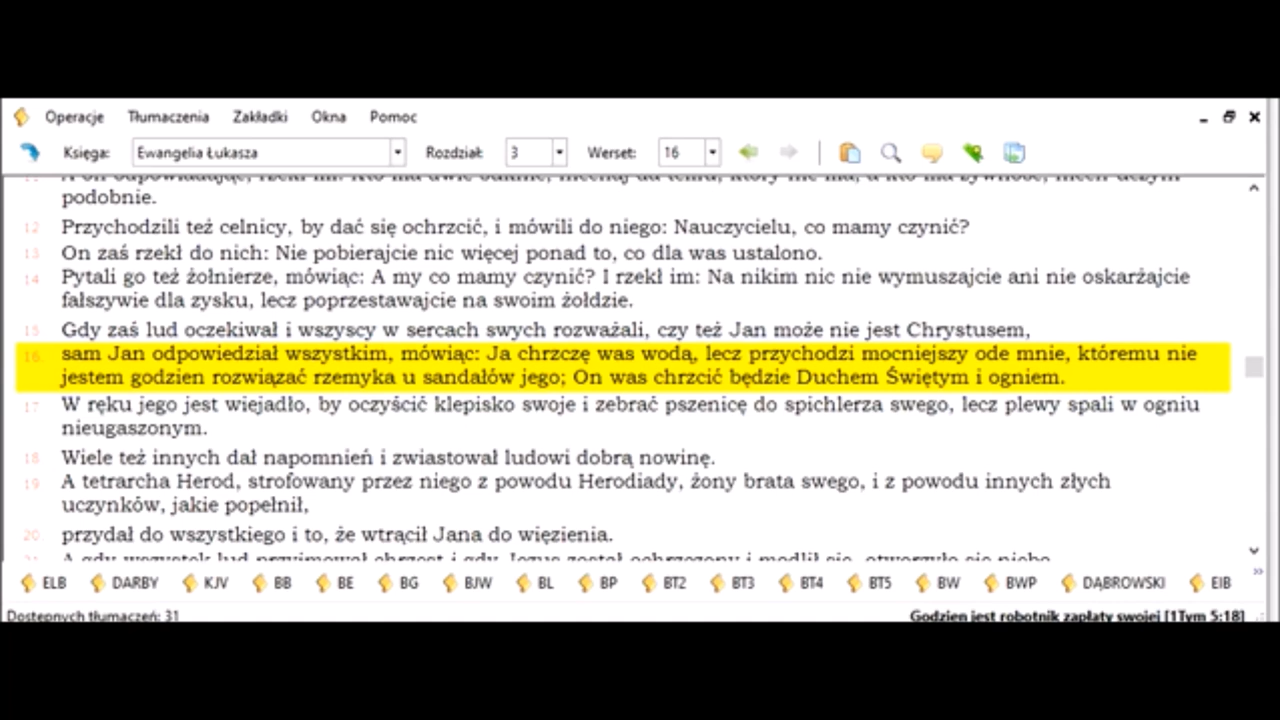 Operacje Tłumaczenia Zakładki Okna Pomoc
Księga: Ewangelia Łukasza Rozdział: 3 Werset: 16
podobnie.
12 Przychodzili też celnicy, by dać się ochrzcić, i mówili do niego: Nauczycielu, co mamy czynić?
13 On zaś rzekł do nich: Nie pobierajcie nic więcej ponad to, co dla was ustalono.
14 Pytali go też żołnierze, mówiąc: A my co mamy czynić? I rzekł im: Na nikim nic nie wymuszajcie ani nie oskarżajcie
fałszywie dla zysku, lecz poprzestawajcie na swoim żołdzie.
15 Gdy zaś lud oczekiwał i wszyscy w sercach swych rozważali, czy też Jan może nie jest Chrystusem,
16 sam Jan odpowiedział wszystkim, mówiąc: Ja chrzczę was wodą, lecz przychodzi mocniejszy ode mnie, któremu nie
jestem godzien rozwiązać rzemyka u sandałów jego; On was chrzcić będzie Duchem Świętym i ogniem.
17 W ręku jego jest wiejadło, by oczyścić klepisko swoje i zebrać pszenicę do spichlerza swego, lecz plewy spali w ogniu
nieugaszonym.
18 Wiele też innych dał napomnień i zwiastował ludowi dobrą nowinę.
19 A tetrarcha Herod, strofowany przez niego z powodu Herodiady, żony brata swego, i z powodu innych złych
uczynków, jakie popełnił,
20 przydał do wszystkiego i to, że wtrącił Jana do więzienia.
ELB DARBY KJV BB BE BG BJW BL BP BT2 BT3 BT4 BT5 BW BWP DĄBROWSKI EIB
Dostępnych tłumaczeń: 31 Godzien jest robotnik zapłaty swojej [1Tym 5:18]